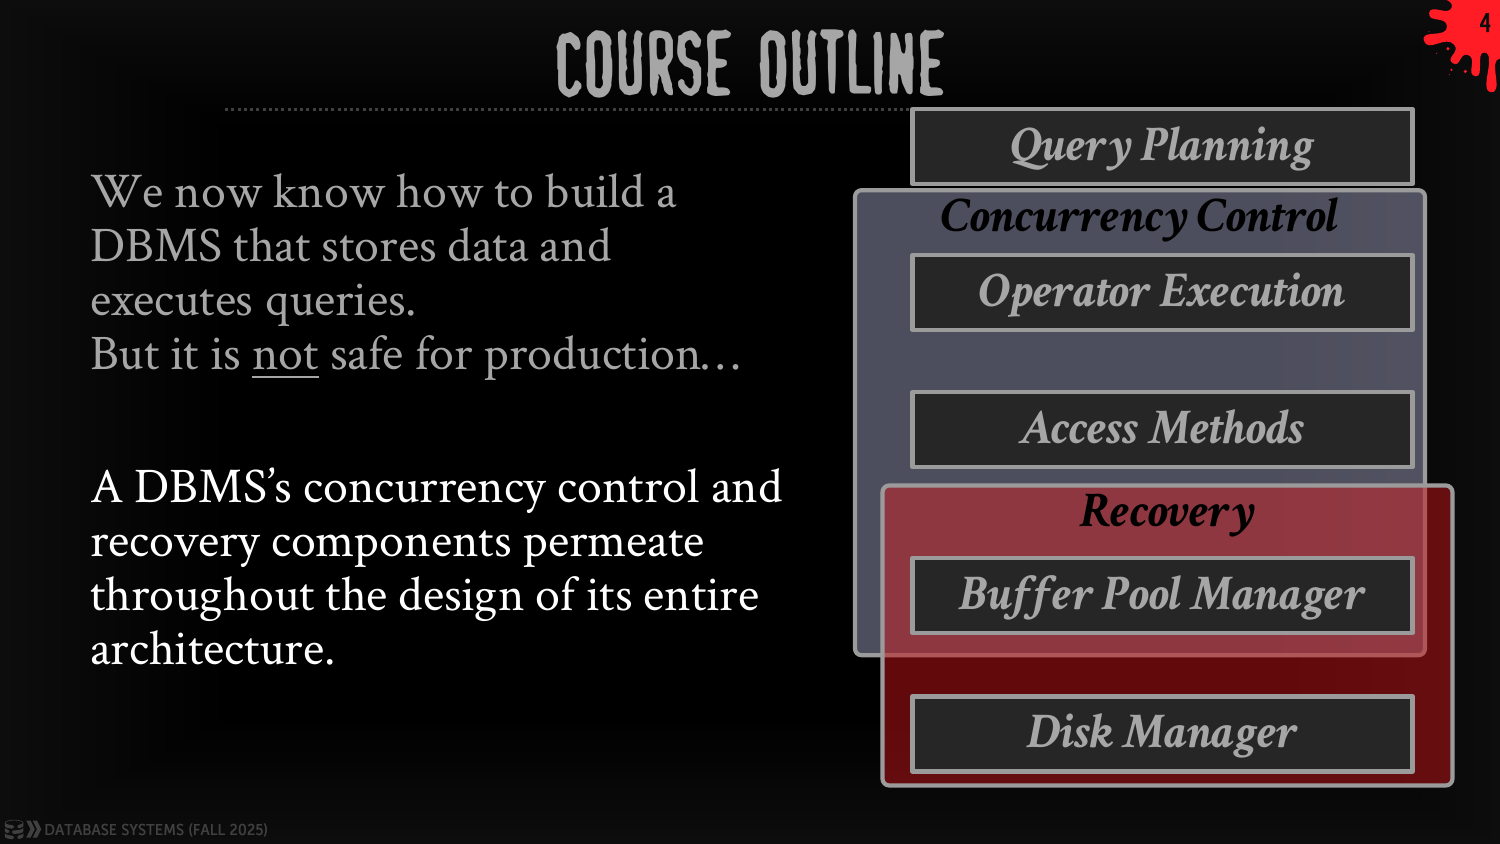 4
COURSE OUTLINE
We now know how to build a
DBMS that stores data and
executes queries.
But it is not safe for production…
A DBMS’s concurrency control and
recovery components permeate
throughout the design of its entire
architecture.
Query Planning
Concurrency Control
Operator Execution
Access Methods
Recovery
Buffer Pool Manager
Disk Manager
DATABASE SYSTEMS (FALL 2025)